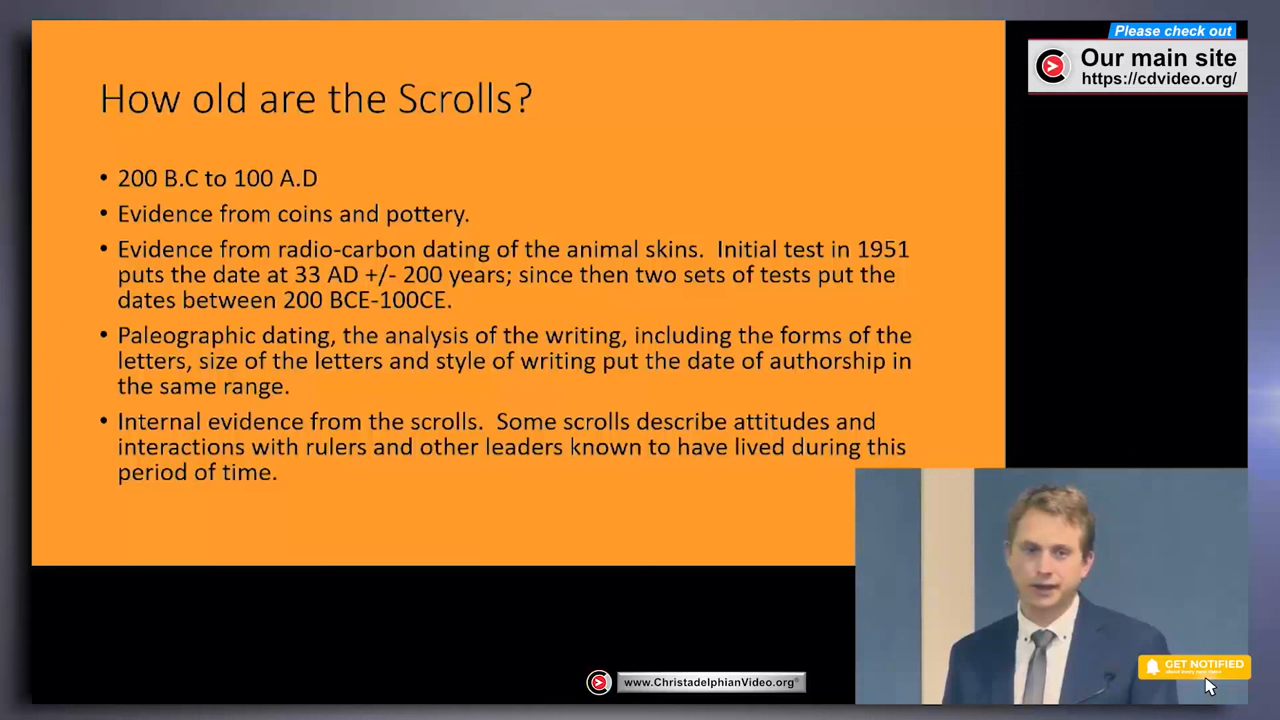 Please check out
Our main site
https://cdvideo.org/
How old are the Scrolls?
• 200 B.C to 100 A.D
• Evidence from coins and pottery.
• Evidence from radio-carbon dating of the animal skins.  Initial test in 1951
puts the date at 33 AD +/- 200 years; since then two sets of tests put the
dates between 200 BCE-100CE.
• Paleographic dating, the analysis of the writing, including the forms of the
letters, size of the letters and style of writing put the date of authorship in
the same range.
• Internal evidence from the scrolls.  Some scrolls describe attitudes and
interactions with rulers and other leaders known to have lived during this
period of time.
GET NOTIFIED
www.ChristadelphianVideo.org®